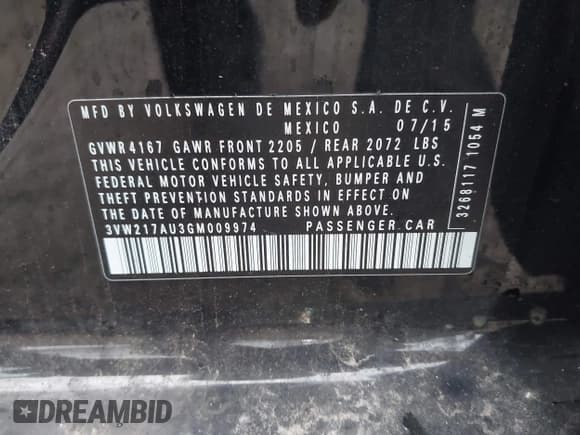 MFD BY VOLKSWAGEN DE MEXICO S.A. DE C.V.
MEXICO 07/15
GVWR4167 GAWR FRONT 2205 / REAR 2072 LBS
THIS VEHICLE CONFORMS TO ALL APPLICABLE U.S.
FEDERAL MOTOR VEHICLE SAFETY, BUMPER AND
THEFT PREVENTION STANDARDS IN EFFECT ON
THE DATE OF MANUFACTURE SHOWN ABOVE.
3VW217AU3GM009974 PASSENGER CAR
3268117 1054 M
DREAMBID